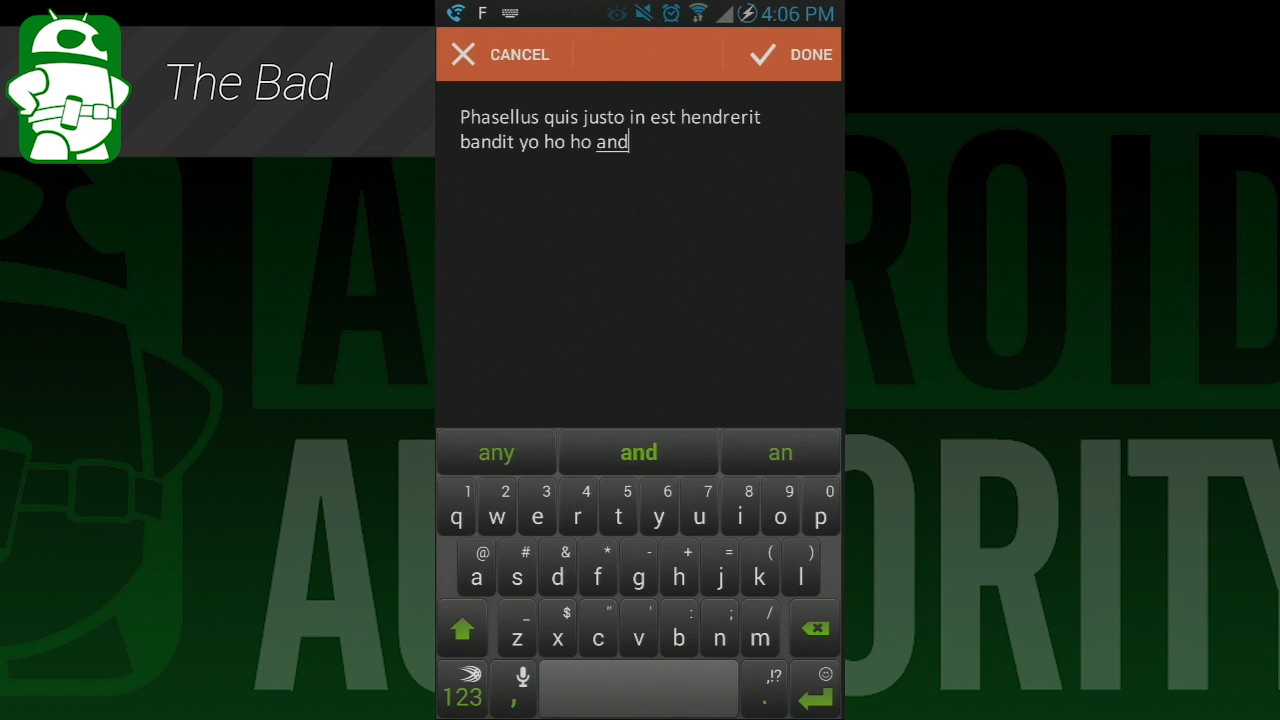 The Bad
F
4:06 PM
CANCEL
DONE
Phasellus quis justo in est hendrerit
bandit yo ho ho and
any and an
1 2 3 4 5 6 7 8 9 0
q w e r t y u i o p
@ # & * - + = ( )
a s d f g h j k l
_ $ " ' : ; /
z x c v b n m
,!?
123 , .